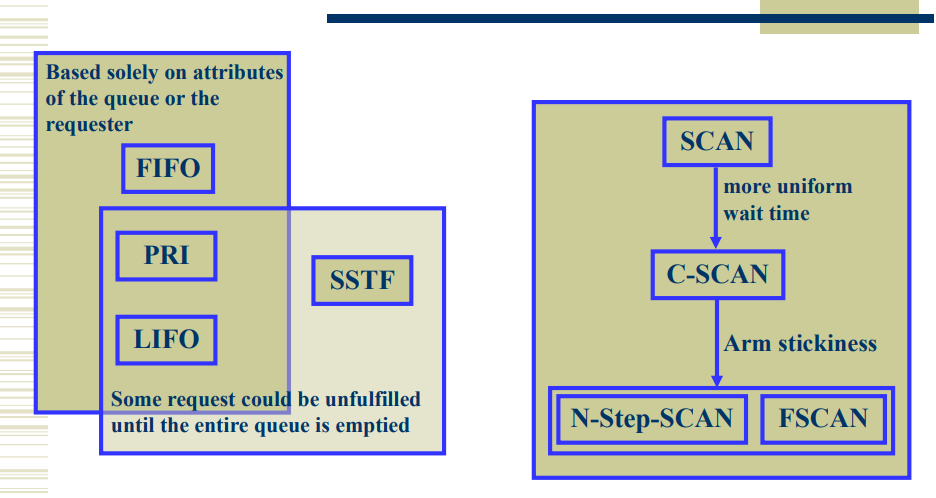 Based solely on attributes
of the queue or the
requester
FIFO
PRI
LIFO
SSTF
Some request could be unfulfilled
until the entire queue is emptied
SCAN
more uniform
wait time
C-SCAN
Arm stickiness
N-Step-SCAN
FSCAN